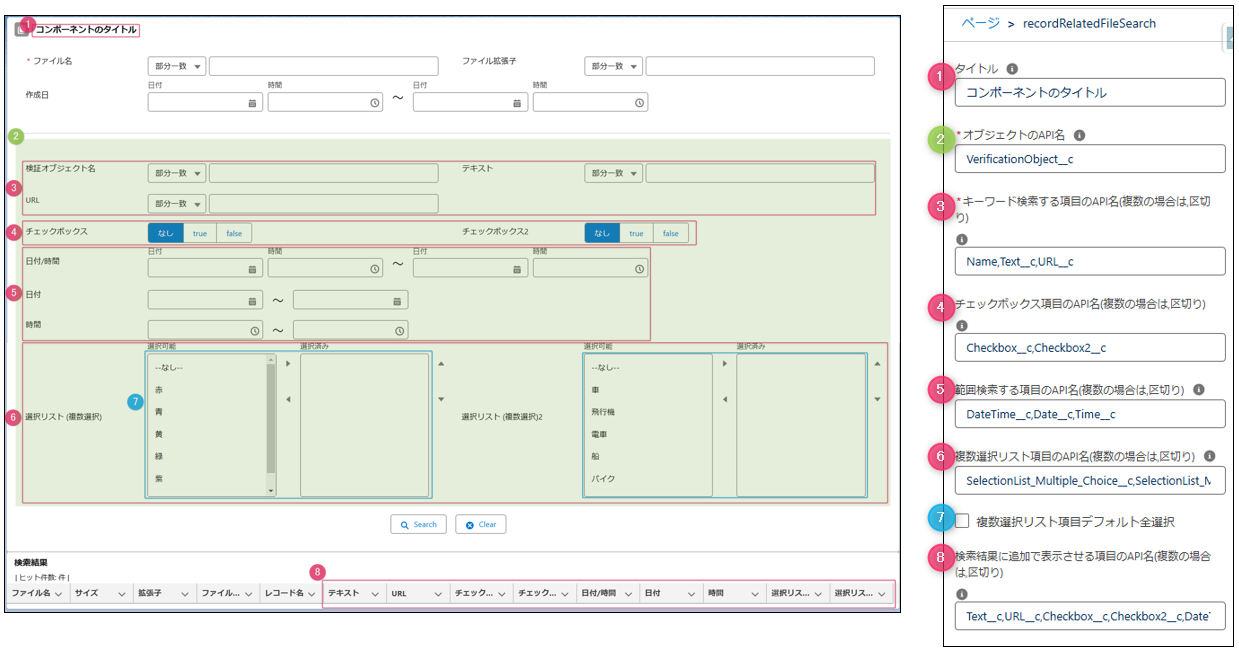 1 コンポーネントのタイトル
* ファイル名 部分一致 ファイル拡張子 部分一致
日付 時間 日付 時間
作成日 ～
2
検証オブジェクト名 部分一致 テキスト 部分一致
3
URL 部分一致
4 チェックボックス なし true false チェックボックス2 なし true false
日付 時間 日付 時間
日付/時間 ～
5 日付 ～
時間 ～
選択可能 選択済み 選択可能 選択済み
--なし-- --なし--
赤 車
7
青 飛行機
6 選択リスト (複数選択) 選択リスト (複数選択)2
黄 電車
緑 船
紫 バイク
Search Clear
検索結果
| ヒット件数: 件 |
8
ファイル名 サイズ 拡張子 ファイル... レコード名 テキスト URL チェック... チェック... 日付/時間 日付 時間 選択リス... 選択リス...
ページ > recordRelatedFileSearch
1 タイトル
コンポーネントのタイトル
2 *オブジェクトのAPI名
VerificationObject__c
3 *キーワード検索する項目のAPI名(複数の場合は,区切
り)
Name,Text__c,URL__c
4 チェックボックス項目のAPI名(複数の場合は,区切り)
Checkbox__c,Checkbox2__c
5 範囲検索する項目のAPI名(複数の場合は,区切り)
DateTime__c,Date__c,Time__c
6 複数選択リスト項目のAPI名(複数の場合は,区切り)
SelectionList_Multiple_Choice__c,SelectionList_M
7 複数選択リスト項目デフォルト全選択
8 検索結果に追加で表示させる項目のAPI名(複数の場合
は,区切り)
Text__c,URL__c,Checkbox__c,Checkbox2__c,DateT